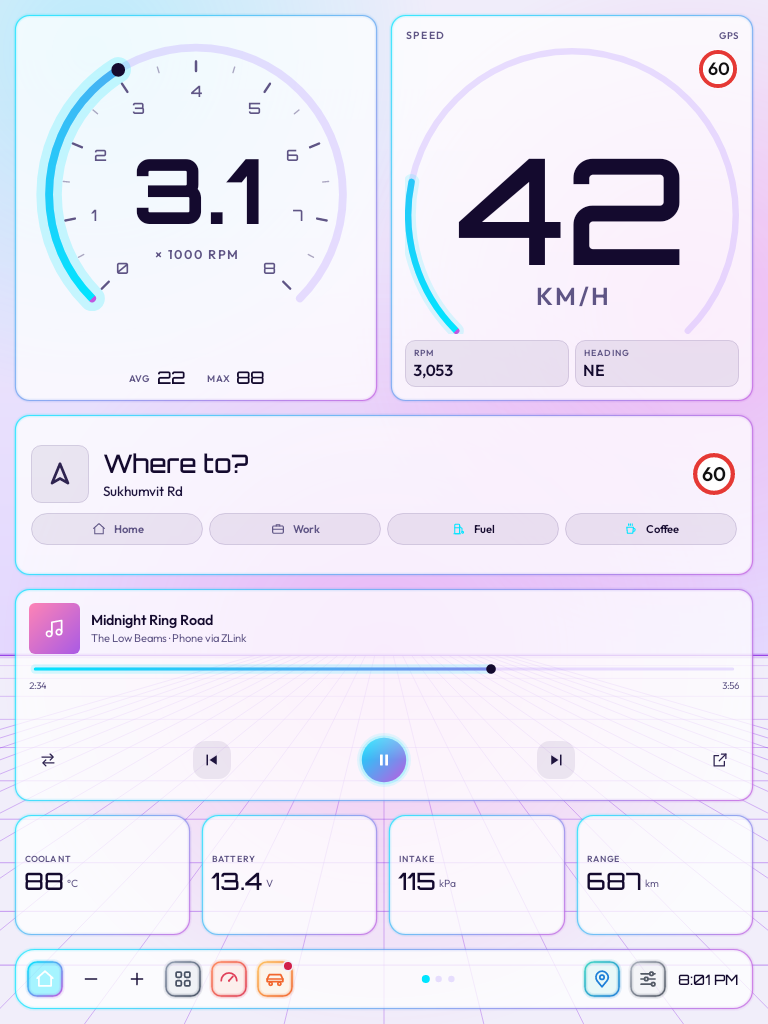 4
3
5
2
6
3.1
1
7
× 1000 RPM
0
8
AVG 22 MAX 88
SPEED
GPS
60
42
KM/H
RPM
3,053
HEADING
NE
Where to?
Sukhumvit Rd
60
Home
Work
Fuel
Coffee
Midnight Ring Road
The Low Beams · Phone via ZLink
2:34
3:56
COOLANT
88 °C
BATTERY
13.4 V
INTAKE
115 kPa
RANGE
687 km
8:01 PM